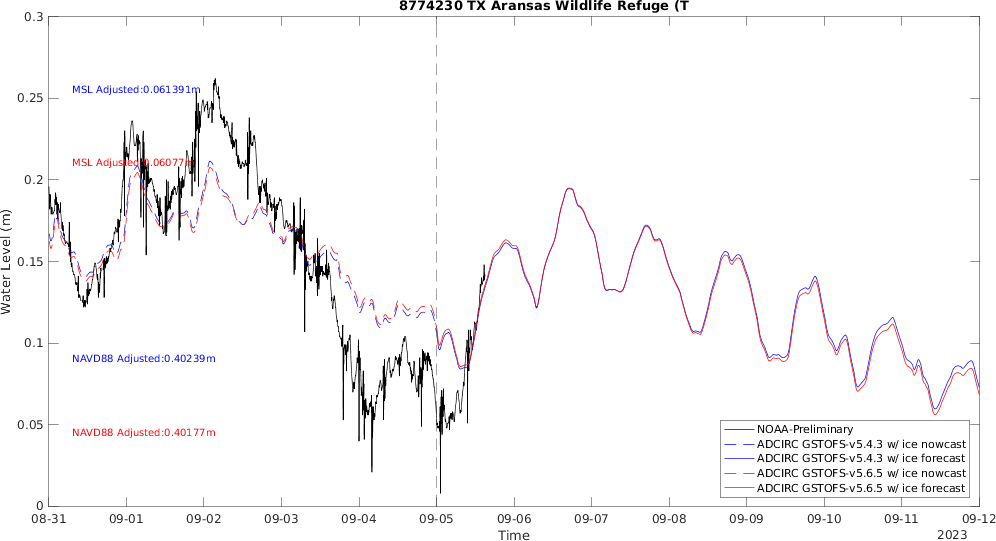 8774230 TX Aransas Wildlife Refuge (T
0.3
0.25
0.2
0.15
0.1
0.05
0
Water Level (m)
MSL Adjusted:0.061391m
MSL Adjusted:0.06077m
NAVD88 Adjusted:0.40239m
NAVD88 Adjusted:0.40177m
NOAA-Preliminary
ADCIRC GSTOFS-v5.4.3 w/ ice nowcast
ADCIRC GSTOFS-v5.4.3 w/ ice forecast
ADCIRC GSTOFS-v5.6.5 w/ ice nowcast
ADCIRC GSTOFS-v5.6.5 w/ ice forecast
08-31 09-01 09-02 09-03 09-04 09-05 09-06 09-07 09-08 09-09 09-10 09-11 09-12
Time
2023